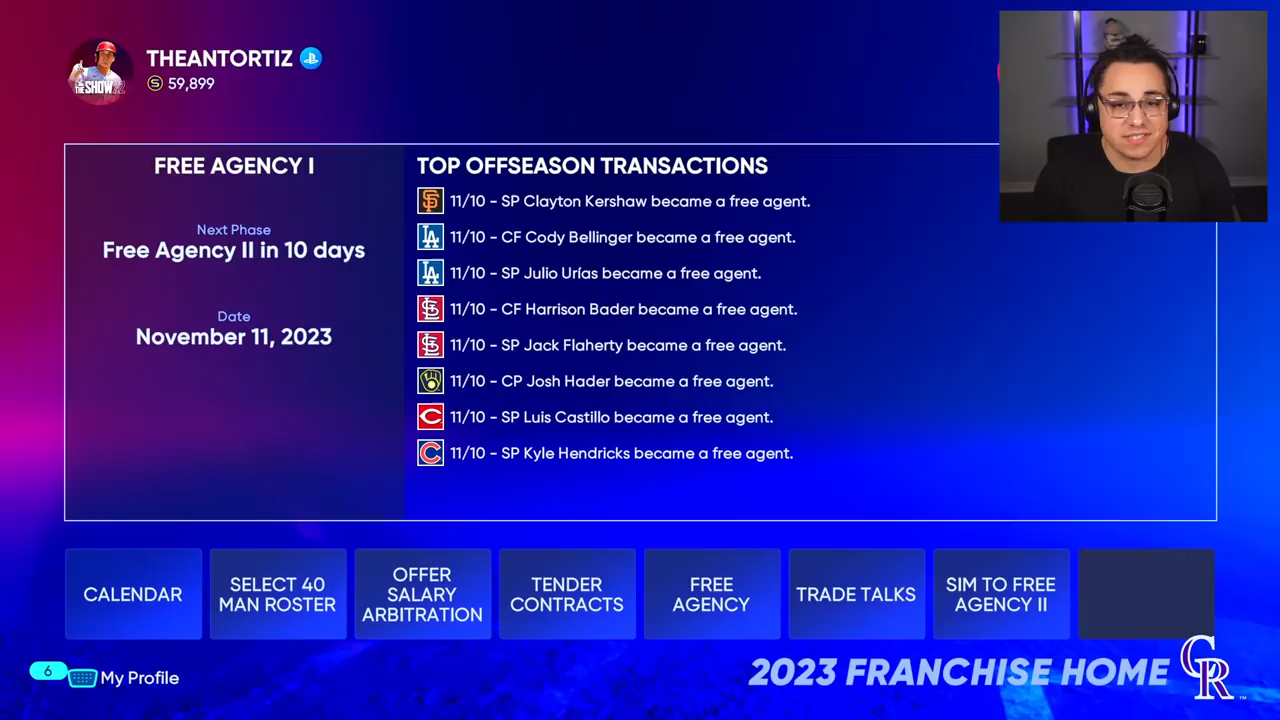 THEANTORTIZ
59,899
THE SHOW 22
FREE AGENCY I
Next Phase
Free Agency II in 10 days
Date
November 11, 2023
TOP OFFSEASON TRANSACTIONS
11/10 - SP Clayton Kershaw became a free agent.
11/10 - CF Cody Bellinger became a free agent.
11/10 - SP Julio Urías became a free agent.
11/10 - CF Harrison Bader became a free agent.
11/10 - SP Jack Flaherty became a free agent.
11/10 - CP Josh Hader became a free agent.
11/10 - SP Luis Castillo became a free agent.
11/10 - SP Kyle Hendricks became a free agent.
CALENDAR
SELECT 40
MAN ROSTER
OFFER
SALARY
ARBITRATION
TENDER
CONTRACTS
FREE
AGENCY
TRADE TALKS
SIM TO FREE
AGENCY II
6
My Profile
2023 FRANCHISE HOME
CR